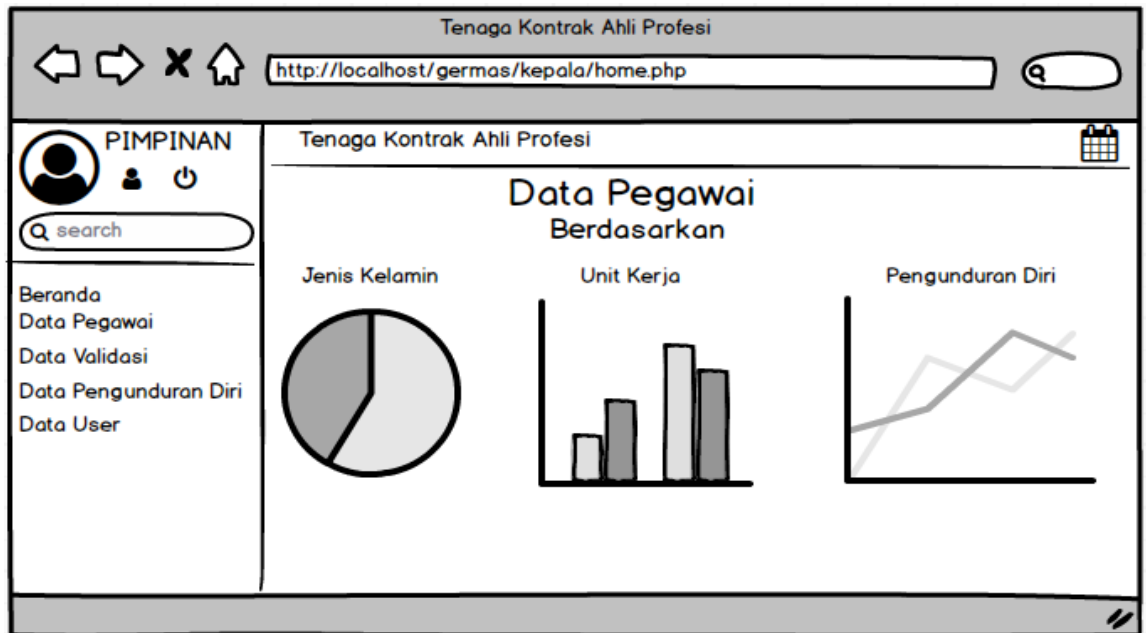 Tenaga Kontrak Ahli Profesi
http://localhost/germas/kepala/home.php
PIMPINAN
search
Beranda
Data Pegawai
Data Validasi
Data Pengunduran Diri
Data User
Tenaga Kontrak Ahli Profesi
Data Pegawai
Berdasarkan
Jenis Kelamin
Unit Kerja
Pengunduran Diri